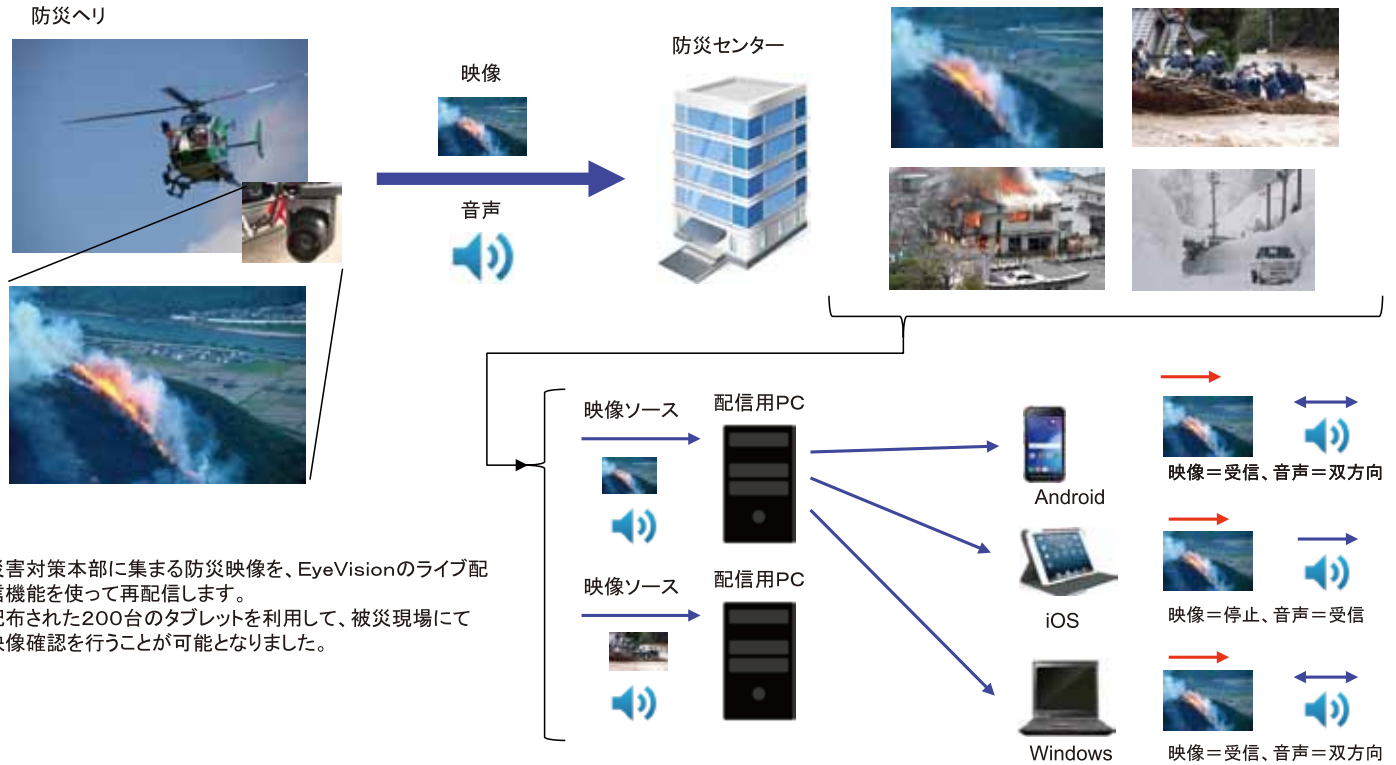 防災ヘリ
映像
音声
防災センター
映像ソース
配信用PC
Android
映像=受信、音声=双方向
iOS
映像=停止、音声=受信
映像ソース
配信用PC
Windows
映像=受信、音声=双方向
害対策本部に集まる防災映像を、EyeVisionのライブ配
機能を使って再配信します。
布された200台のタブレットを利用して、被災現場にて
像確認を行うことが可能となりました。